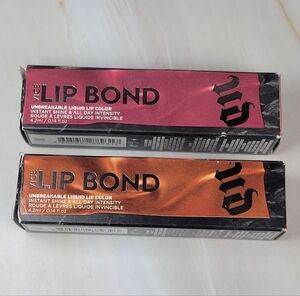 VICE LIP BOND
UNBREAKABLE LIQUID LIP COLOR
INSTANT SHINE & ALL DAY INTENSITY
ROUGE À LÈVRES LIQUIDE INVINCIBLE
4.2ml / 0.14 fl oz
UD
VICE LIP BOND
UNBREAKABLE LIQUID LIP COLOR
INSTANT SHINE & ALL DAY INTENSITY
ROUGE À LÈVRES LIQUIDE INVINCIBLE
4.2ml / 0.14 fl oz
UD